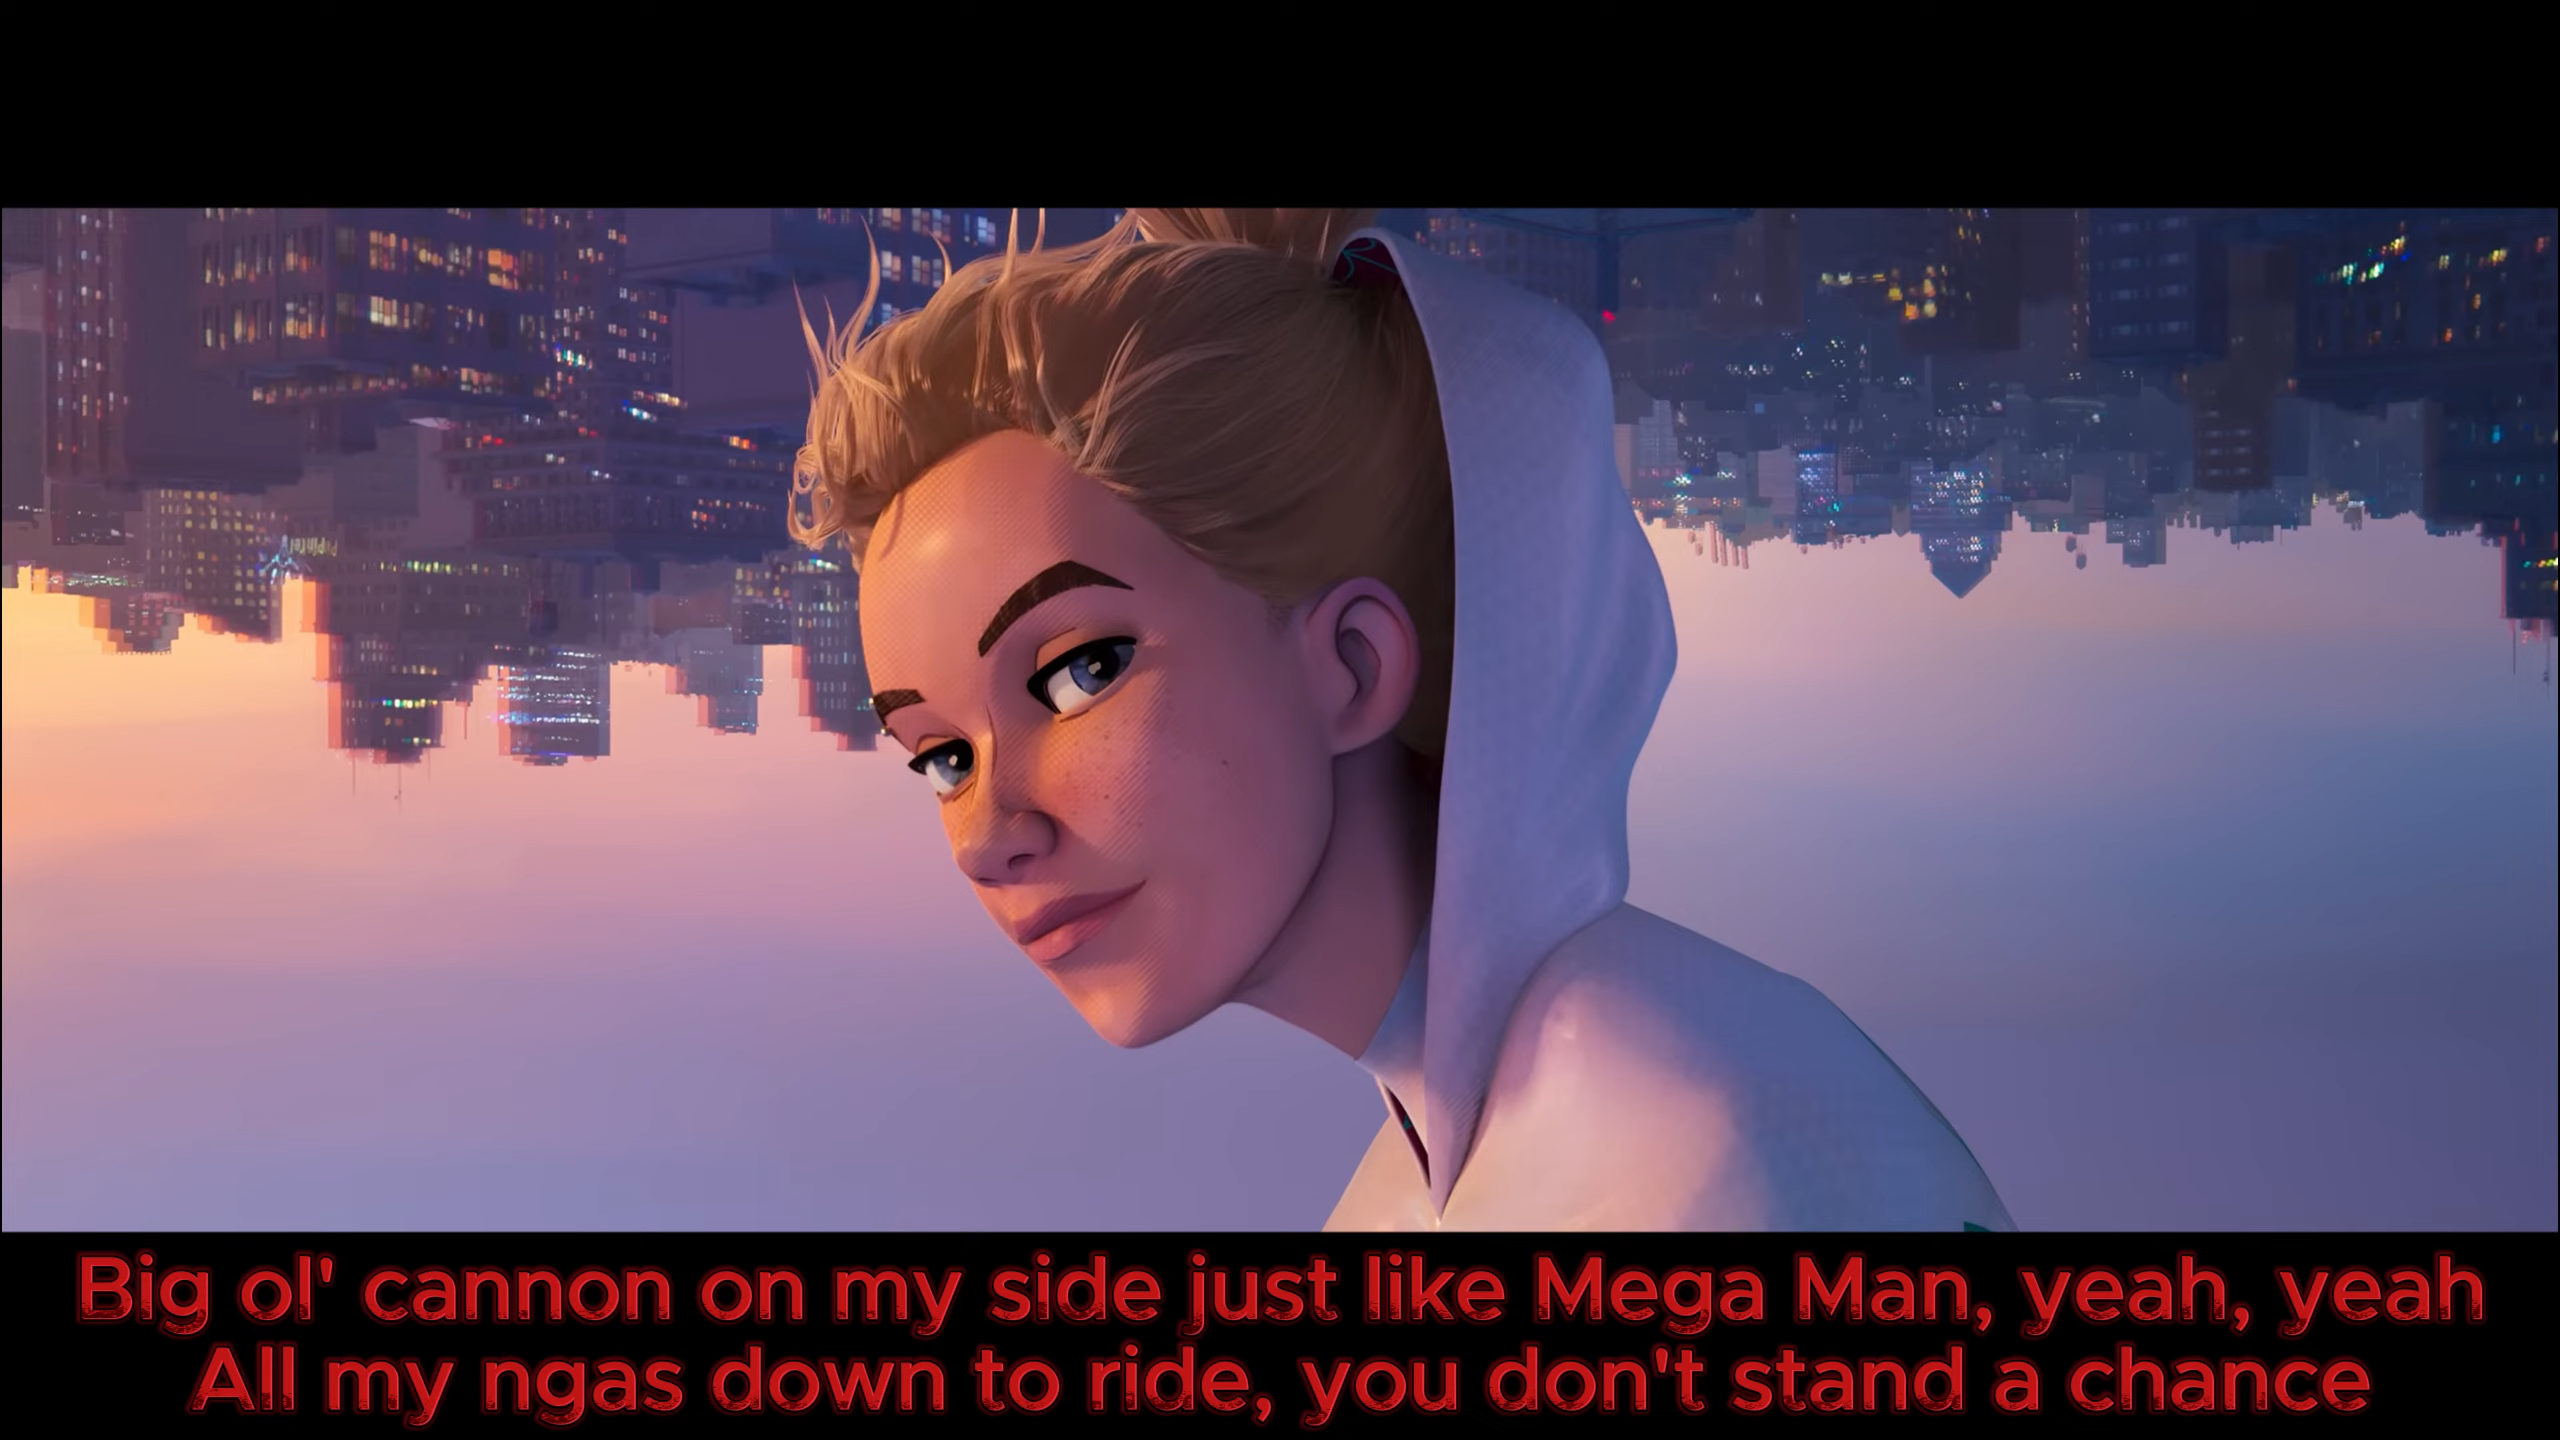 Big ol' cannon on my side just like Mega Man, yeah, yeah
All my ngas down to ride, you don't stand a chance